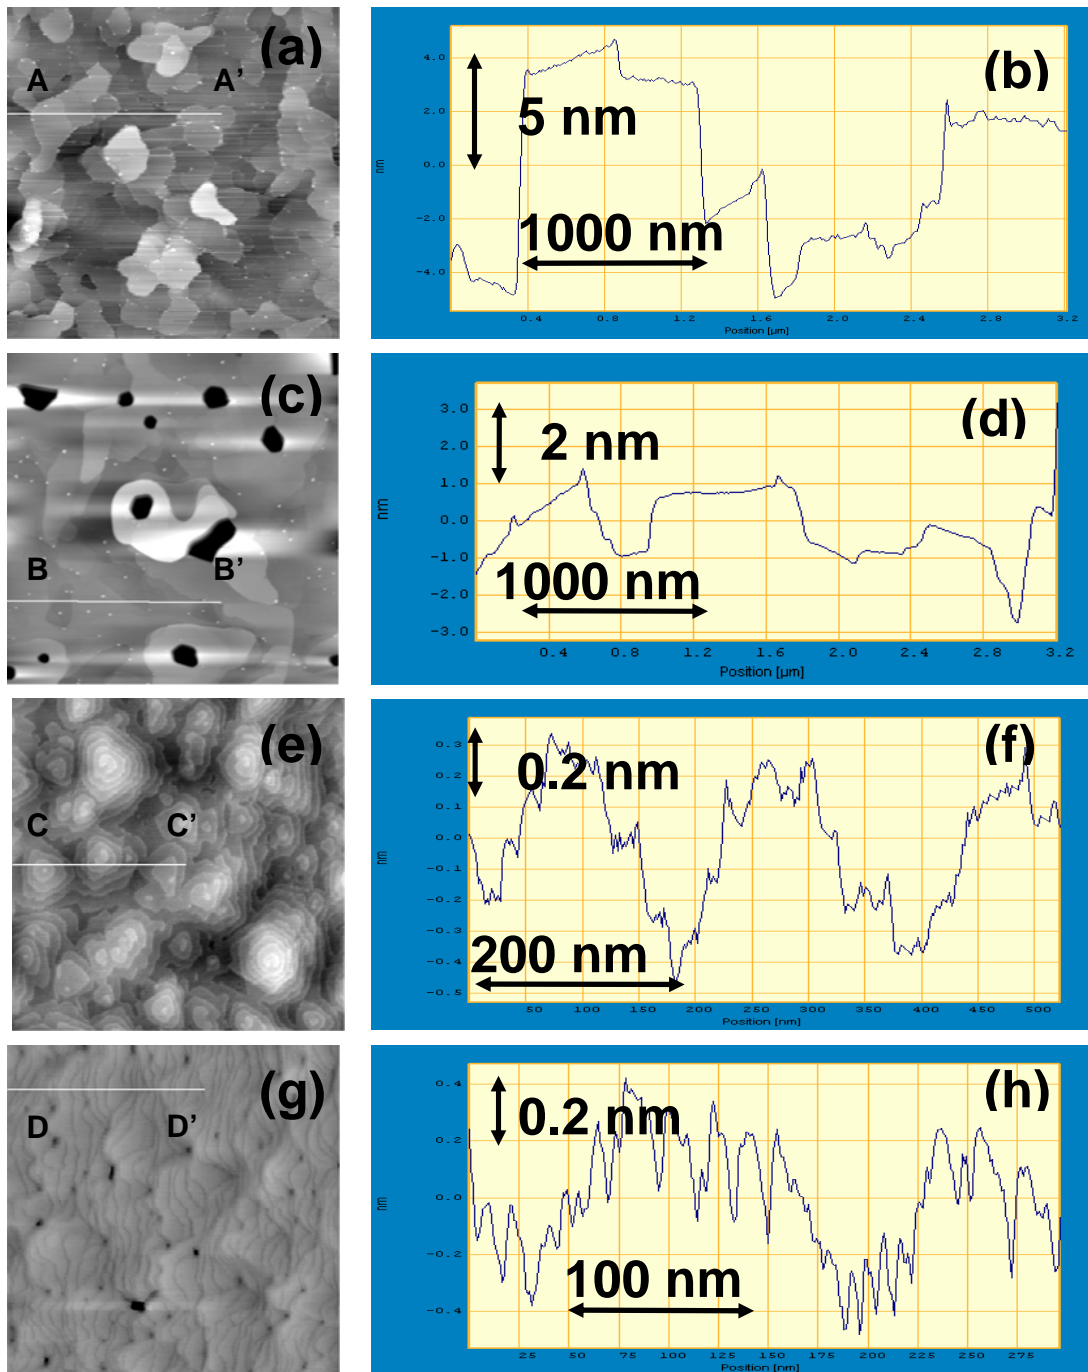 (a)
A A'
(b)
4.0
2.0
0.0
-2.0
-4.0
nm
5 nm
1000 nm
0.4 0.8 1.2 1.6 2.0 2.4 2.8 3.2
Position [µm]
(c)
B B'
(d)
3.0
2.0
1.0
0.0
-1.0
-2.0
-3.0
nm
2 nm
1000 nm
0.4 0.8 1.2 1.6 2.0 2.4 2.8 3.2
Position [µm]
(e)
C C'
(f)
0.3
0.2
0.1
0.0
-0.1
-0.2
-0.3
-0.4
-0.5
nm
0.2 nm
200 nm
50 100 150 200 250 300 350 400 450 500
Position [nm]
(g)
D D'
(h)
0.4
0.2
0.0
-0.2
-0.4
nm
0.2 nm
100 nm
25 50 75 100 125 150 175 200 225 250 275
Position [nm]